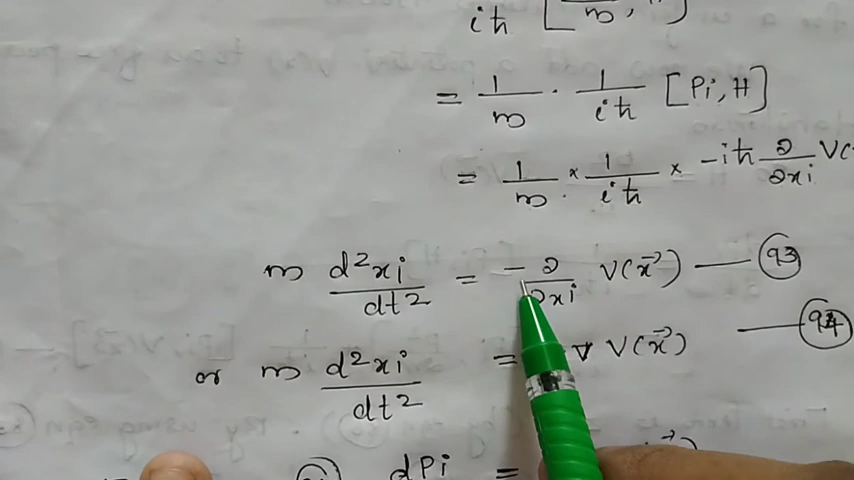 iħ [ m ,
= 1/m · 1/iħ [Pi, H]
= 1/m × 1/iħ × -iħ ∂/∂xi V(
m d²xi/dt² = -∂/∂xi V(x⃗) — (93)
or m d²xi/dt² = ∇ V(x⃗) — (94)
dPi =